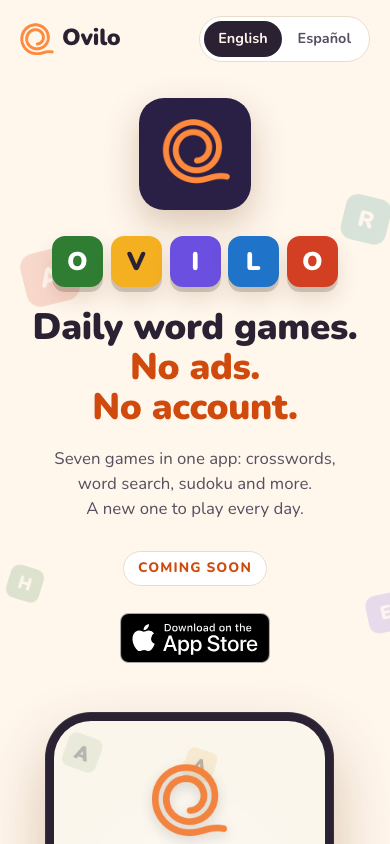 Ovilo
English
Español
R
A
O V I L O
Daily word games.
No ads.
No account.
Seven games in one app: crosswords,
word search, sudoku and more.
A new one to play every day.
H
COMING SOON
E
Download on the
App Store
A
A